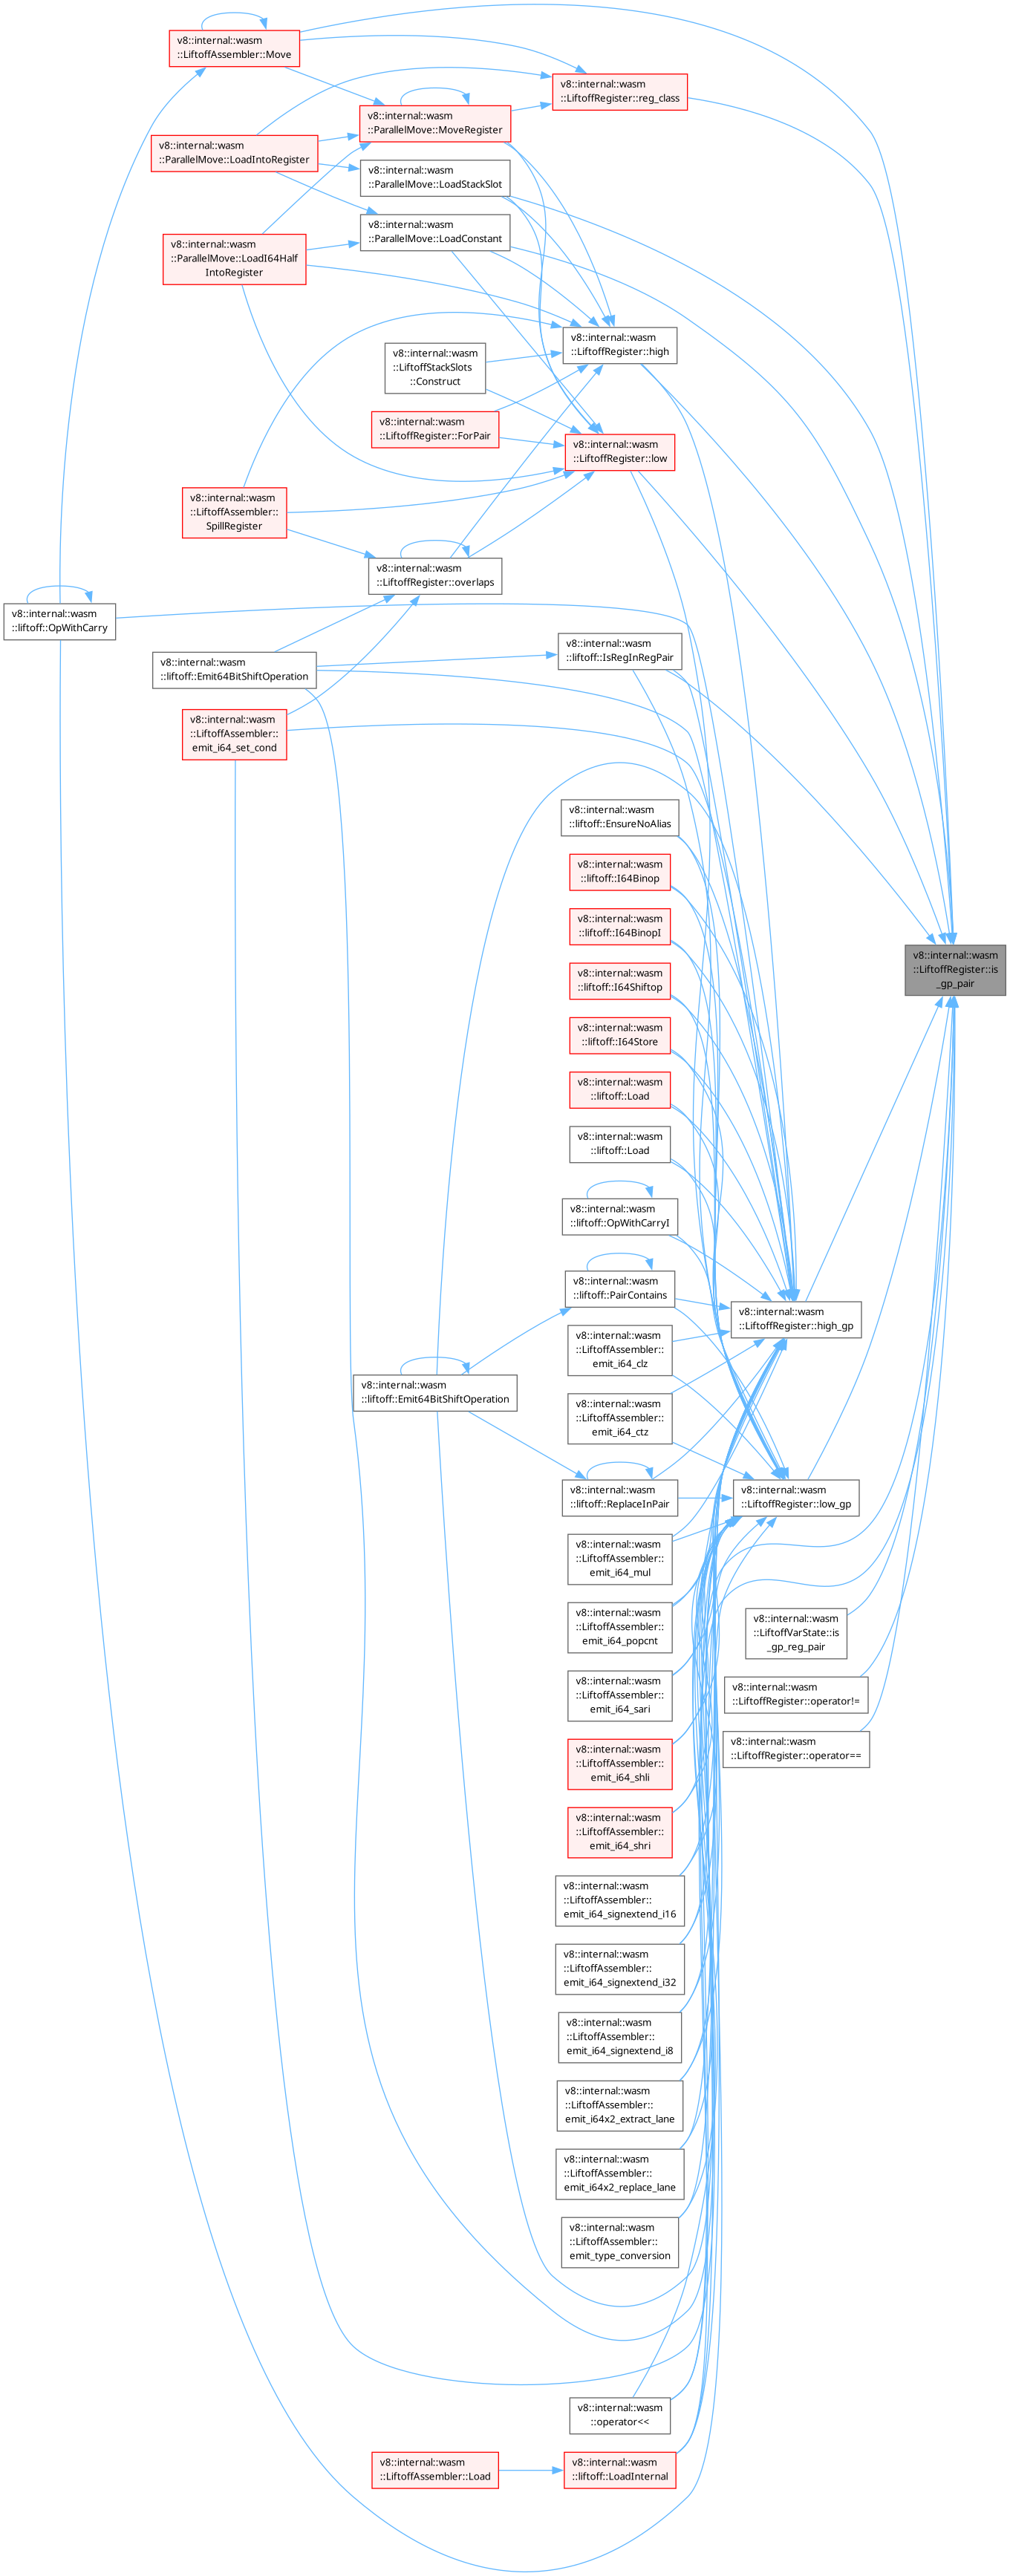 v8::internal::wasm
::LiftoffAssembler::Move
v8::internal::wasm
::LiftoffRegister::reg_class
v8::internal::wasm
::ParallelMove::MoveRegister
v8::internal::wasm
::ParallelMove::LoadIntoRegister
v8::internal::wasm
::ParallelMove::LoadStackSlot
v8::internal::wasm
::ParallelMove::LoadConstant
v8::internal::wasm
::ParallelMove::LoadI64Half
IntoRegister
v8::internal::wasm
::LiftoffRegister::high
v8::internal::wasm
::LiftoffStackSlots
::Construct
v8::internal::wasm
::LiftoffRegister::ForPair
v8::internal::wasm
::LiftoffRegister::low
v8::internal::wasm
::LiftoffAssembler::
SpillRegister
v8::internal::wasm
::LiftoffRegister::overlaps
v8::internal::wasm
::liftoff::OpWithCarry
v8::internal::wasm
::liftoff::IsRegInRegPair
v8::internal::wasm
::liftoff::Emit64BitShiftOperation
v8::internal::wasm
::LiftoffAssembler::
emit_i64_set_cond
v8::internal::wasm
::liftoff::EnsureNoAlias
v8::internal::wasm
::liftoff::I64Binop
v8::internal::wasm
::liftoff::I64BinopI
v8::internal::wasm
::LiftoffRegister::is
_gp_pair
v8::internal::wasm
::liftoff::I64Shiftop
v8::internal::wasm
::liftoff::I64Store
v8::internal::wasm
::liftoff::Load
v8::internal::wasm
::liftoff::Load
v8::internal::wasm
::liftoff::OpWithCarryI
v8::internal::wasm
::liftoff::PairContains
v8::internal::wasm
::LiftoffRegister::high_gp
v8::internal::wasm
::LiftoffAssembler::
emit_i64_clz
v8::internal::wasm
::liftoff::Emit64BitShiftOperation
v8::internal::wasm
::LiftoffAssembler::
emit_i64_ctz
v8::internal::wasm
::liftoff::ReplaceInPair
v8::internal::wasm
::LiftoffRegister::low_gp
v8::internal::wasm
::LiftoffAssembler::
emit_i64_mul
v8::internal::wasm
::LiftoffAssembler::
emit_i64_popcnt
v8::internal::wasm
::LiftoffVarState::is
_gp_reg_pair
v8::internal::wasm
::LiftoffAssembler::
emit_i64_sari
v8::internal::wasm
::LiftoffRegister::operator!=
v8::internal::wasm
::LiftoffRegister::operator==
v8::internal::wasm
::LiftoffAssembler::
emit_i64_shli
v8::internal::wasm
::LiftoffAssembler::
emit_i64_shri
v8::internal::wasm
::LiftoffAssembler::
emit_i64_signextend_i16
v8::internal::wasm
::LiftoffAssembler::
emit_i64_signextend_i32
v8::internal::wasm
::LiftoffAssembler::
emit_i64_signextend_i8
v8::internal::wasm
::LiftoffAssembler::
emit_i64x2_extract_lane
v8::internal::wasm
::LiftoffAssembler::
emit_i64x2_replace_lane
v8::internal::wasm
::LiftoffAssembler::
emit_type_conversion
v8::internal::wasm
::operator<<
v8::internal::wasm
::LiftoffAssembler::Load
v8::internal::wasm
::liftoff::LoadInternal